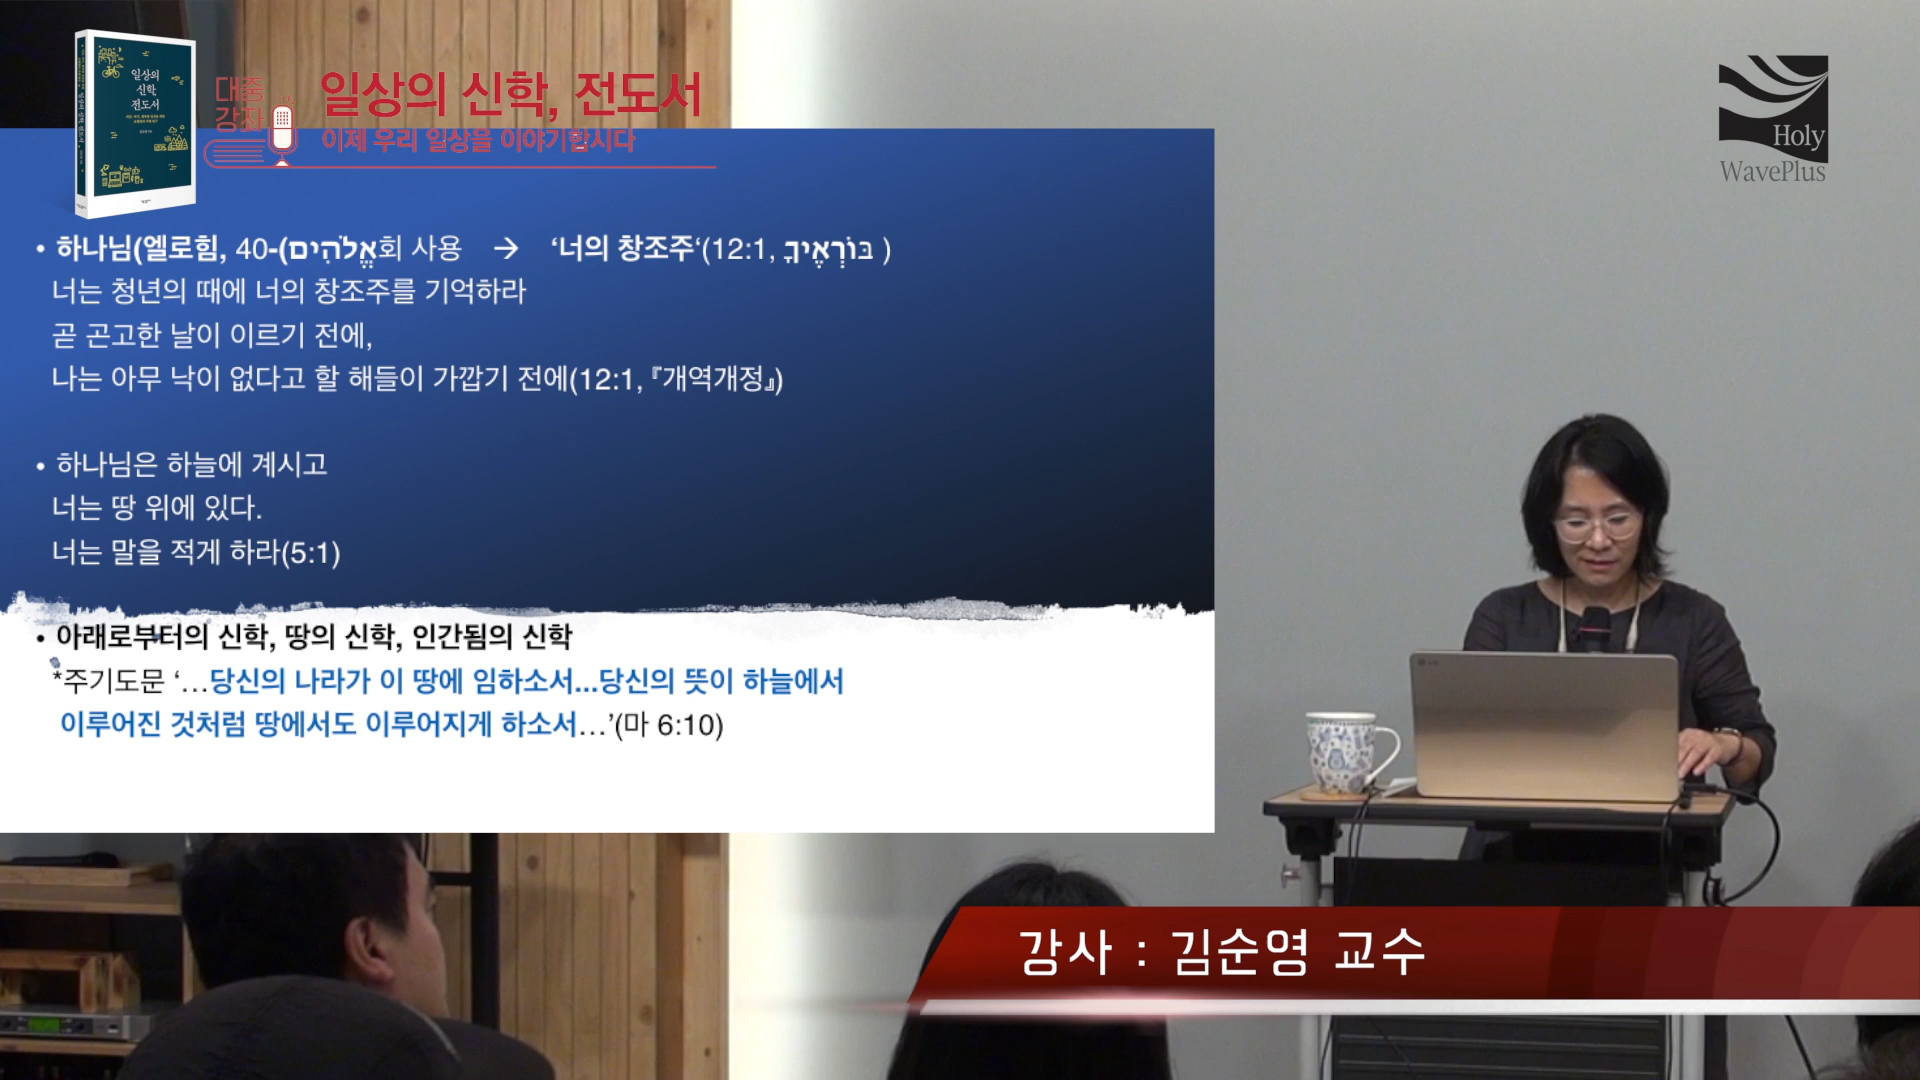 일상의
신학,
전도서
대중
강좌
일상의 신학, 전도서
이제 우리 일상을 이야기합시다
Holy
WavePlus
• 하나님(엘로힘, 40-(אֱלֹהִים회 사용 → ‘너의 창조주‘(12:1, בּוֹרְאֶיךָ )
너는 청년의 때에 너의 창조주를 기억하라
곧 곤고한 날이 이르기 전에,
나는 아무 낙이 없다고 할 해들이 가깝기 전에(12:1, 『개역개정』)
• 하나님은 하늘에 계시고
너는 땅 위에 있다.
너는 말을 적게 하라(5:1)
• 아래로부터의 신학, 땅의 신학, 인간됨의 신학
*주기도문 ‘…당신의 나라가 이 땅에 임하소서...당신의 뜻이 하늘에서
이루어진 것처럼 땅에서도 이루어지게 하소서…’(마 6:10)
강사 : 김순영 교수